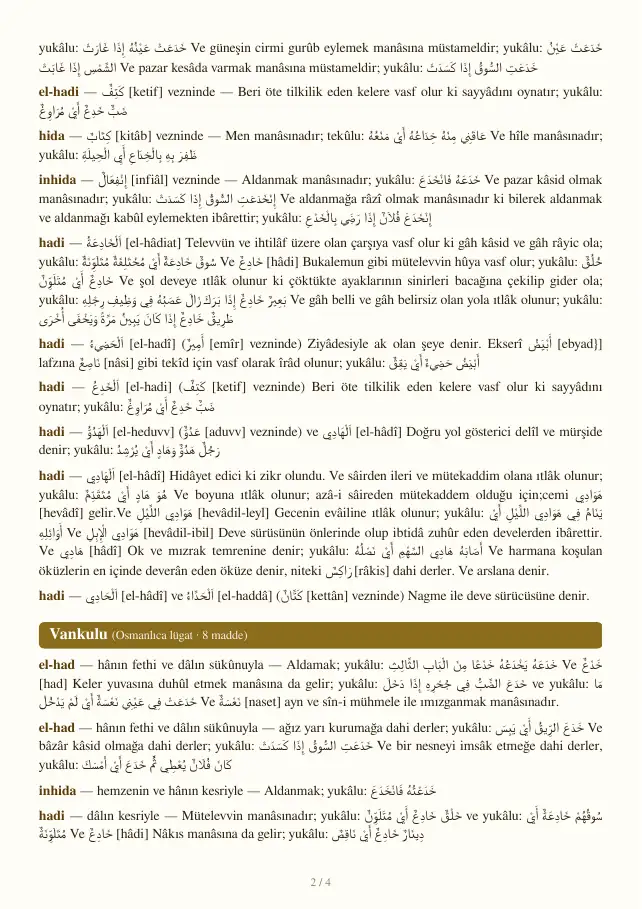 yukâlu: خَدَعَتْ عَيْنُهُ إِذَا غَارَتْ Ve güneşin cirmi gurûb eylemek manâsına müstameldir; yukâlu: خَدَعَتْ عَيْنُ
الشَّمْسِ إِذَا غَابَتْ Ve pazar kesâda varmak manâsına müstameldir; yukâlu: خَدَعَتِ السُّوقُ إِذَا كَسَدَتْ
el-hadi — كَتِفٌ [ketif] vezninde — Beri öte tilkilik eden kelere vasf olur ki sayyâdını oynatır; yukâlu:
ضَبٌّ خَدِعٌ أَيْ مُرَاوِغٌ
hida — كِتَابٌ [kitâb] vezninde — Men manâsınadır; tekûlu: عَاقَنِي مِنْهُ خِدَاعُهُ أَيْ مَنْعُهُ Ve hîle manâsınadır;
yukâlu: ظَفِرَ بِهِ بِالْخِدَاعِ أَيِ الْحِيلَةِ
inhida — إِنْفِعَالٌ [infiâl] vezninde — Aldanmak manâsınadır; yukâlu: خَدَعَهُ فَانْخَدَعَ Ve pazar kâsid olmak
manâsınadır; yukâlu: إِنْخَدَعَتِ السُّوقُ إِذَا كَسَدَتْ Ve aldanmağa râzî olmak manâsınadır ki bilerek aldanmak
ve aldanmağı kabûl eylemekten ibârettir; yukâlu: إِنْخَدَعَ فُلَانٌ إِذَا رَضِيَ بِالْخَدْعِ
hadi — اَلْخَادِعَةُ [el-hâdiat] Televvün ve ihtilâf üzere olan çarşıya vasf olur ki gâh kâsid ve gâh râyic ola;
yukâlu: سُوقٌ خَادِعَةٌ أَيْ مُخْتَلِفَةٌ مُتَلَوِّنَةٌ Ve خَادِعٌ [hâdi] Bukalemun gibi mütelevvin hûya vasf olur; yukâlu: خُلُقٌ
خَادِعٌ أَيْ مُتَلَوِّنٌ Ve şol deveye ıtlâk olunur ki çöktükte ayaklarının sinirleri bacağına çekilip gider ola;
yukâlu: بَعِيرٌ خَادِعٌ إِذَا بَرَكَ زَالَ عَصَبُهُ فِي وَظِيفِ رِجْلِهِ Ve gâh belli ve gâh belirsiz olan yola ıtlâk olunur; yukâlu:
طَرِيقٌ خَادِعٌ إِذَا كَانَ يَبِينُ مَرَّةً وَيَخْفَى أُخْرَى
hadi — اَلْحَضِيءُ [el-hadî] (أَمِيرٌ [emîr] vezninde) Ziyâdesiyle ak olan şeye denir. Ekserî أَبْيَضُ [ebyad}]
lafzına نَاصِعٌ [nâsi] gibi tekîd için vasf olarak îrâd olunur; yukâlu: أَبْيَضُ حَضِيءٌ أَيْ يَقِقٌ
hadi — اَلْخَدِعُ [el-hadi] (كَتِفٌ [ketif] vezninde) Beri öte tilkilik eden kelere vasf olur ki sayyâdını
oynatır; yukâlu: ضَبٌّ خَدِعٌ أَيْ مُرَاوِغٌ
hadi — اَلْهَدُوُّ [el-heduvv] (عَدُوٌّ [aduvv] vezninde) ve اَلْهَادِي [el-hâdî] Doğru yol gösterici delîl ve mürşide
denir; yukâlu: رَجُلٌ هَدُوٌّ وَهَادٍ أَيْ يُرْشِدُ
hadi — اَلْهَادِي [el-hâdî] Hidâyet edici ki zikr olundu. Ve sâirden ileri ve mütekaddim olana ıtlâk olunur;
yukâlu: هُوَ هَادٍ أَيْ مُتَقَدِّمٌ Ve boyuna ıtlâk olunur; azâ-i sâireden mütekaddem olduğu için;cemi هَوَادِي
[hevâdî] gelir.Ve هَوَادِي اللَّيْلِ [hevâdil-leyl] Gecenin evâiline ıtlâk olunur; yukâlu: يَنَامُ فِي هَوَادِي اللَّيْلِ أَيْ
أَوَائِلِهِ Ve هَوَادِي الْإِبِلِ [hevâdil-ibil] Deve sürüsünün önlerinde olup ibtidâ zuhûr eden develerden ibârettir.
Ve هَادِي [hâdî] Ok ve mızrak temrenine denir; yukâlu: أَصَابَهُ هَادِي السَّهْمِ أَيْ نَصْلُهُ Ve harmana koşulan
öküzlerin en içinde deverân eden öküze denir, niteki رَاكِسٌ [râkis] dahi derler. Ve arslana denir.
hadi — اَلْحَادِي [el-hâdî] ve اَلْحَدَّاءُ [el-haddâ] (كَتَّانٌ [kettân] vezninde) Nagme ile deve sürücüsüne denir.
Vankulu (Osmanlıca lügat · 8 madde)
el-had — hânın fethi ve dâlın sükûnuyla — Aldamak; yukâlu: خَدَعَهُ يَخْدَعُهُ خَدْعًا مِنَ الْبَابِ الثَّالِثِ Ve خَدْعٌ
[had] Keler yuvasına duhûl etmek manâsına da gelir; yukâlu: خَدَعَ الضَّبُّ فِي جُحْرِهِ إِذَا دَخَلَ ve yukâlu: مَا
خَدَعَتْ فِي عَيْنِي نَعْسَةٌ أَيْ لَمْ يَدْخُلْ Ve نَعْسَةٌ [naset] ayn ve sîn-i mühmele ile ımızganmak manâsınadır.
el-had — hânın fethi ve dâlın sükûnuyla — ağız yarı kurumağa dahi derler; yukâlu: خَدَعَ الرِّيقُ أَيْ يَبِسَ Ve
bâzâr kâsid olmağa dahi derler; yukâlu: خَدَعَتِ السُّوقُ إِذَا كَسَدَتْ Ve bir nesneyi imsâk etmeğe dahi derler,
yukâlu: كَانَ فُلَانٌ يُعْطِي ثُمَّ خَدَعَ أَيْ أَمْسَكَ
inhida — hemzenin ve hânın kesriyle — Aldanmak; yukâlu: خَدَعْتُهُ فَانْخَدَعَ
hadi — dâlın kesriyle — Mütelevvin manâsınadır; yukâlu: خُلُقٌ خَادِعٌ أَيْ مُتَلَوِّنٌ ve yukâlu: سُوقُهُمْ خَادِعَةٌ أَيْ
مُتَلَوِّنَةٌ Ve خَادِعٌ [hâdi] Nâkıs manâsına da gelir; yukâlu: دِينَارٌ خَادِعٌ أَيْ نَاقِصٌ
2 / 4